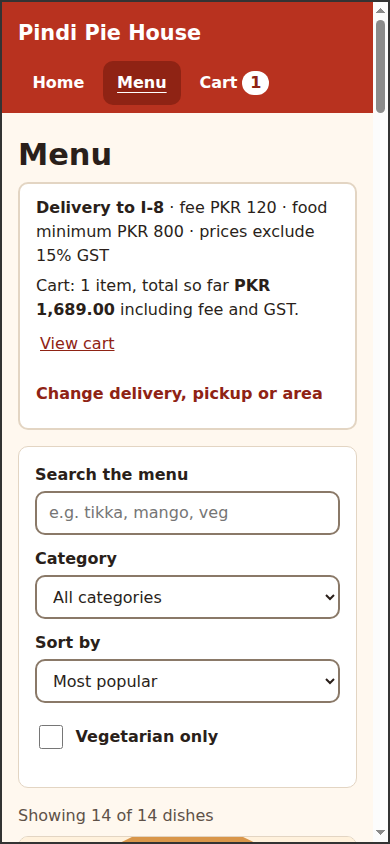 Pindi Pie House
Home Menu Cart 1
Menu
Delivery to I-8 · fee PKR 120 · food
minimum PKR 800 · prices exclude
15% GST
Cart: 1 item, total so far PKR
1,689.00 including fee and GST.
View cart
Change delivery, pickup or area
Search the menu
e.g. tikka, mango, veg
Category
All categories
Sort by
Most popular
Vegetarian only
Showing 14 of 14 dishes